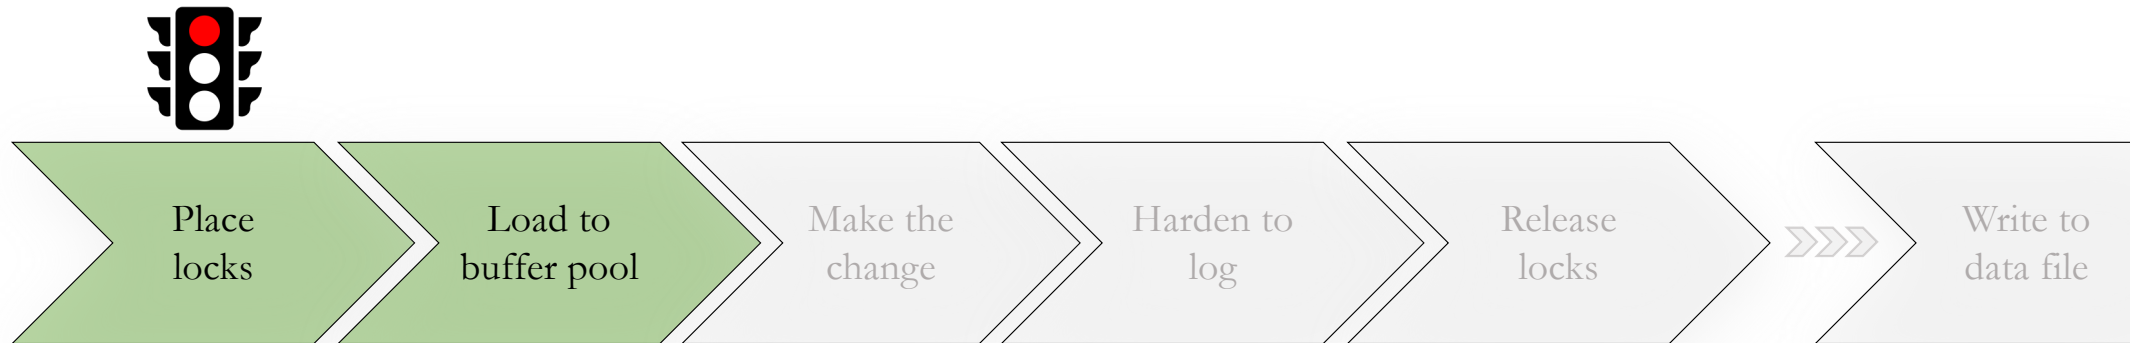 Place
locks
Load to
buffer pool
Make the
change
Harden to
log
Release
locks
Write to
data file